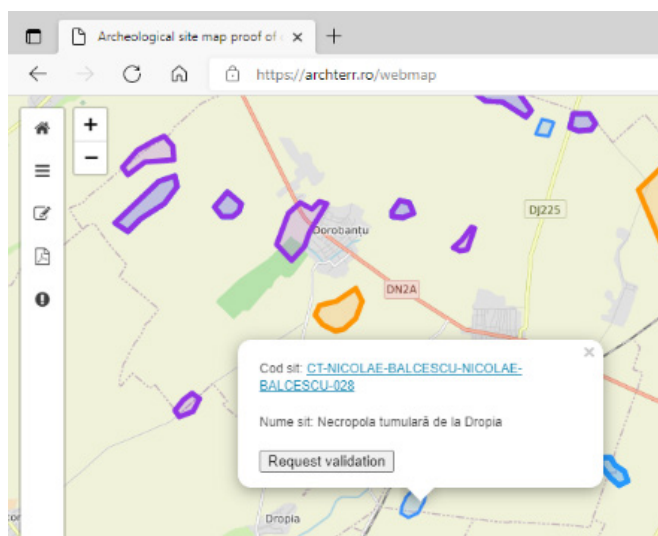 Archeological site map proof of
https://archterr.ro/webmap
+
−
DJ225
Dorobanțu
DN2A
Cod sit: CT-NICOLAE-BALCESCU-NICOLAE-
BALCESCU-028
Nume sit: Necropola tumulară de la Dropia
Request validation
Dropia